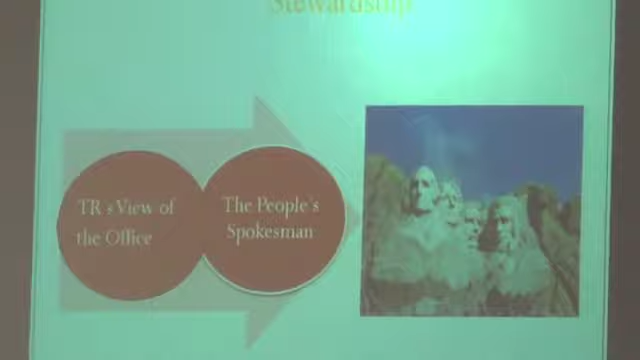 Stewardship
TR's View of
the Office
The People's
Spokesman